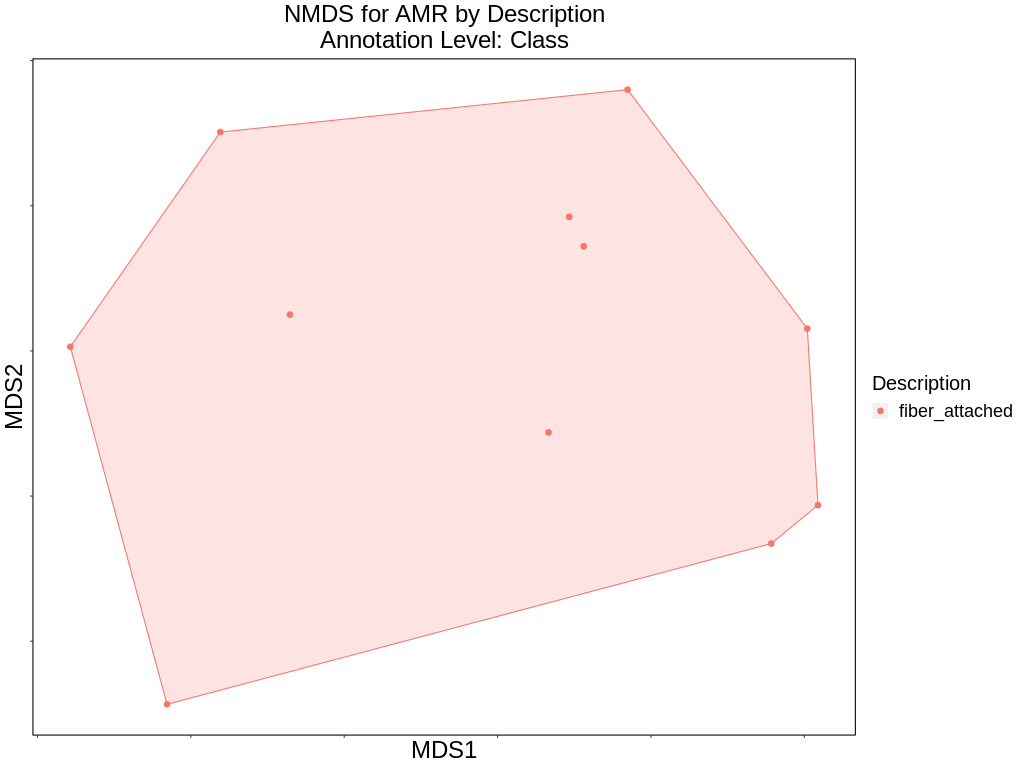 NMDS for AMR by Description
Annotation Level: Class
MDS2
Description
fiber_attached
MDS1